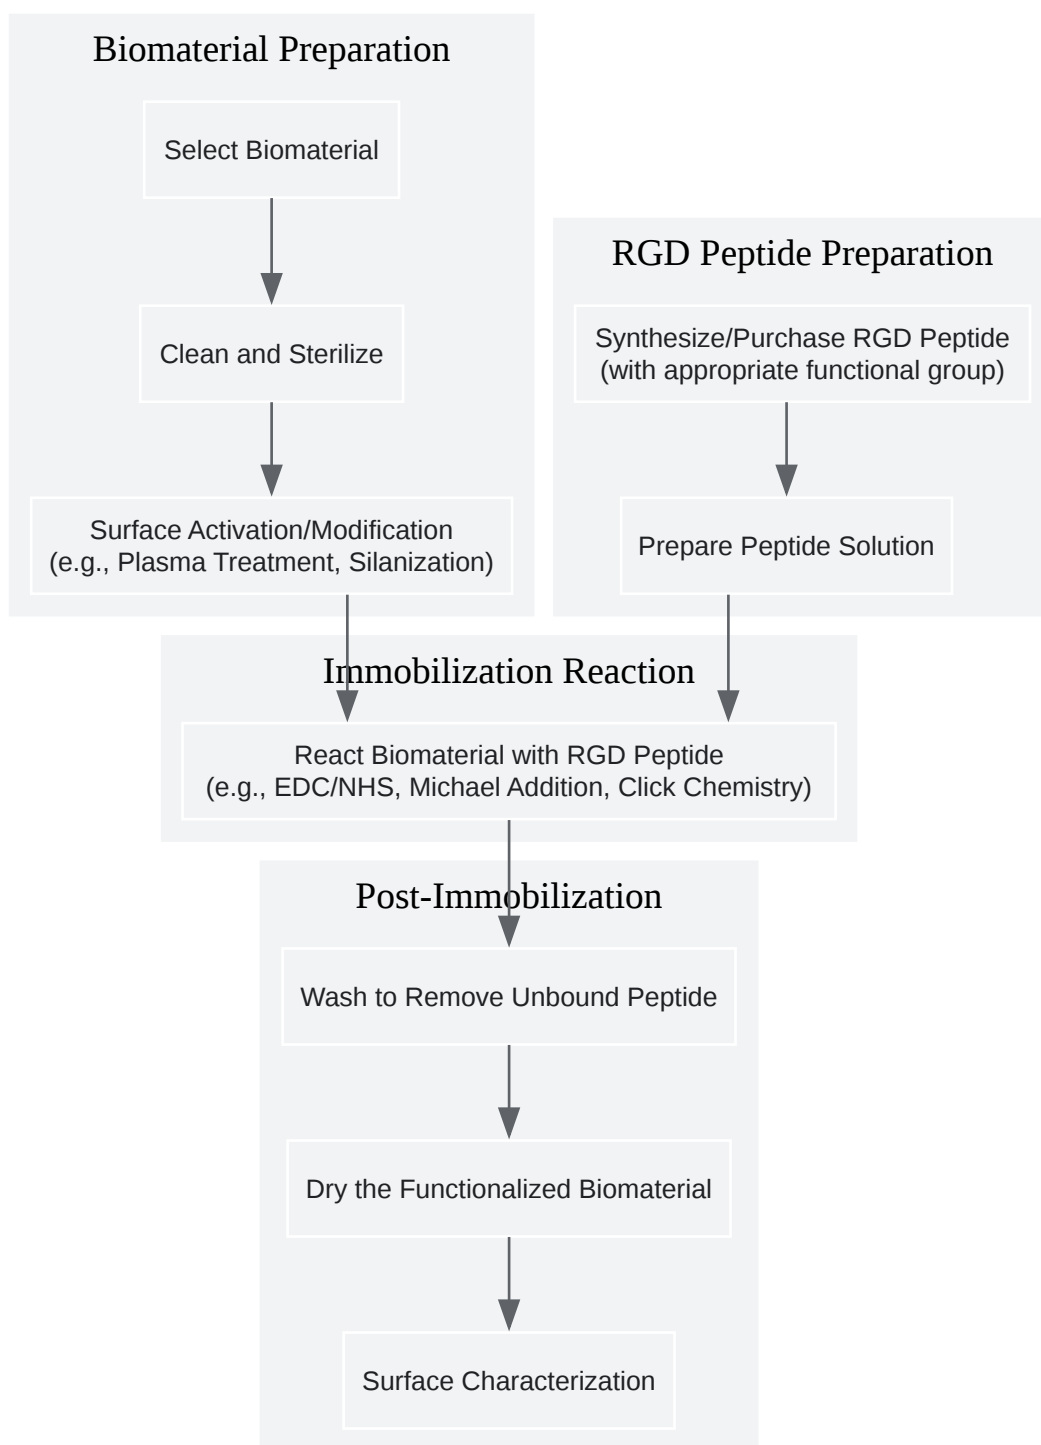 Biomaterial Preparation
Select Biomaterial
Clean and Sterilize
Surface Activation/Modification
(e.g., Plasma Treatment, Silanization)
RGD Peptide Preparation
Synthesize/Purchase RGD Peptide
(with appropriate functional group)
Prepare Peptide Solution
Immobilization Reaction
React Biomaterial with RGD Peptide
(e.g., EDC/NHS, Michael Addition, Click Chemistry)
Post-Immobilization
Wash to Remove Unbound Peptide
Dry the Functionalized Biomaterial
Surface Characterization